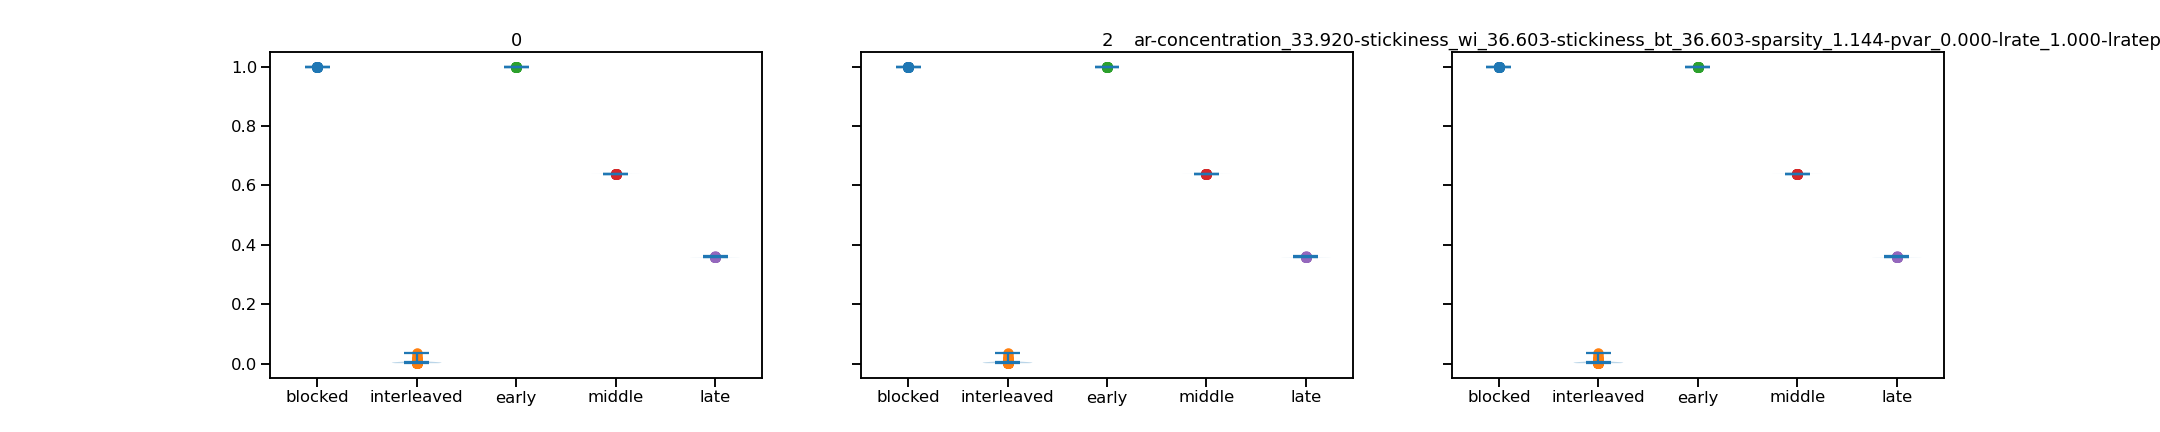 0
2 ar-concentration_33.920-stickiness_wi_36.603-stickiness_bt_36.603-sparsity_1.144-pvar_0.000-lrate_1.000-lratep
1.0
0.8
0.6
0.4
0.2
0.0
blocked interleaved early middle late
blocked interleaved early middle late
blocked interleaved early middle late